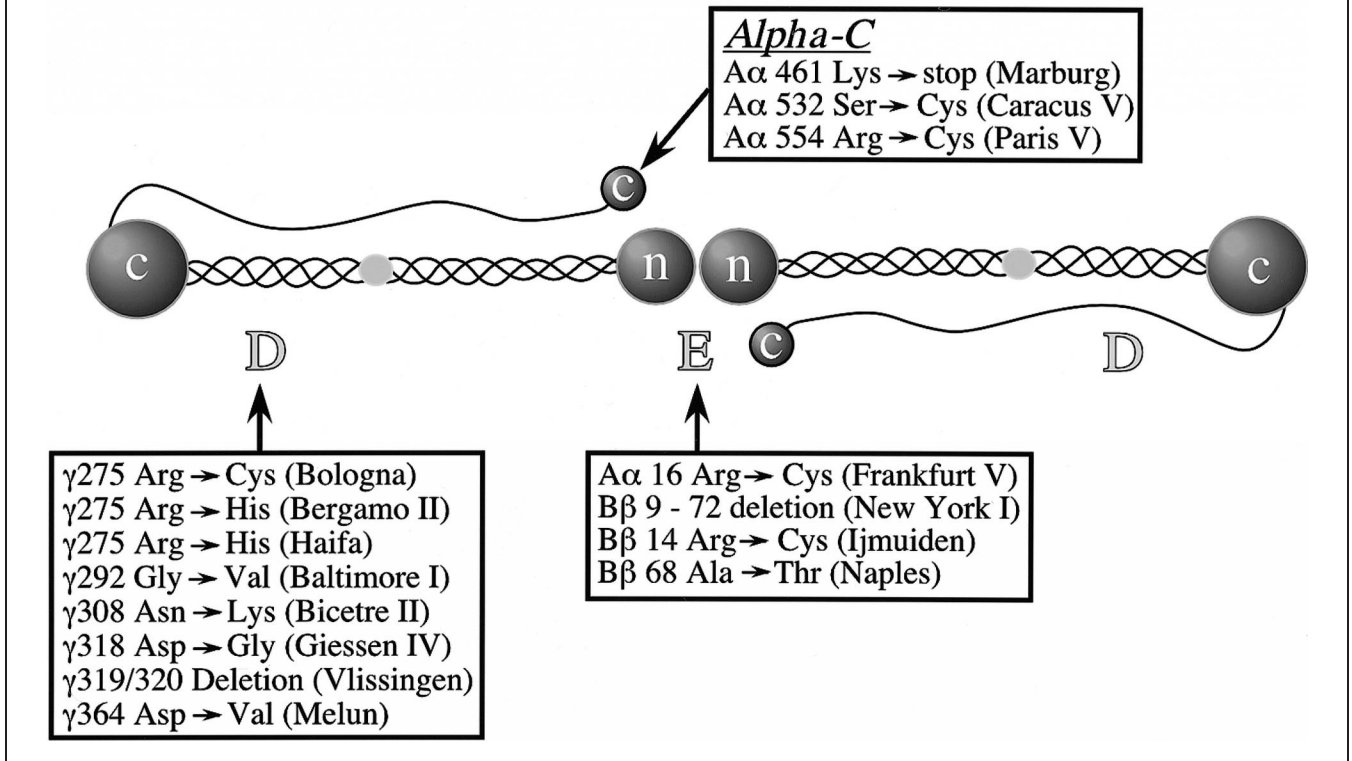 Alpha-C
Aα 461 Lys → stop (Marburg)
Aα 532 Ser → Cys (Caracus V)
Aα 554 Arg → Cys (Paris V)
c
c
n
n
c
c
D
E
D
γ275 Arg → Cys (Bologna)
γ275 Arg → His (Bergamo II)
γ275 Arg → His (Haifa)
γ292 Gly → Val (Baltimore I)
γ308 Asn → Lys (Bicetre II)
γ318 Asp → Gly (Giessen IV)
γ319/320 Deletion (Vlissingen)
γ364 Asp → Val (Melun)
Aα 16 Arg → Cys (Frankfurt V)
Bβ 9 - 72 deletion (New York I)
Bβ 14 Arg → Cys (Ijmuiden)
Bβ 68 Ala → Thr (Naples)